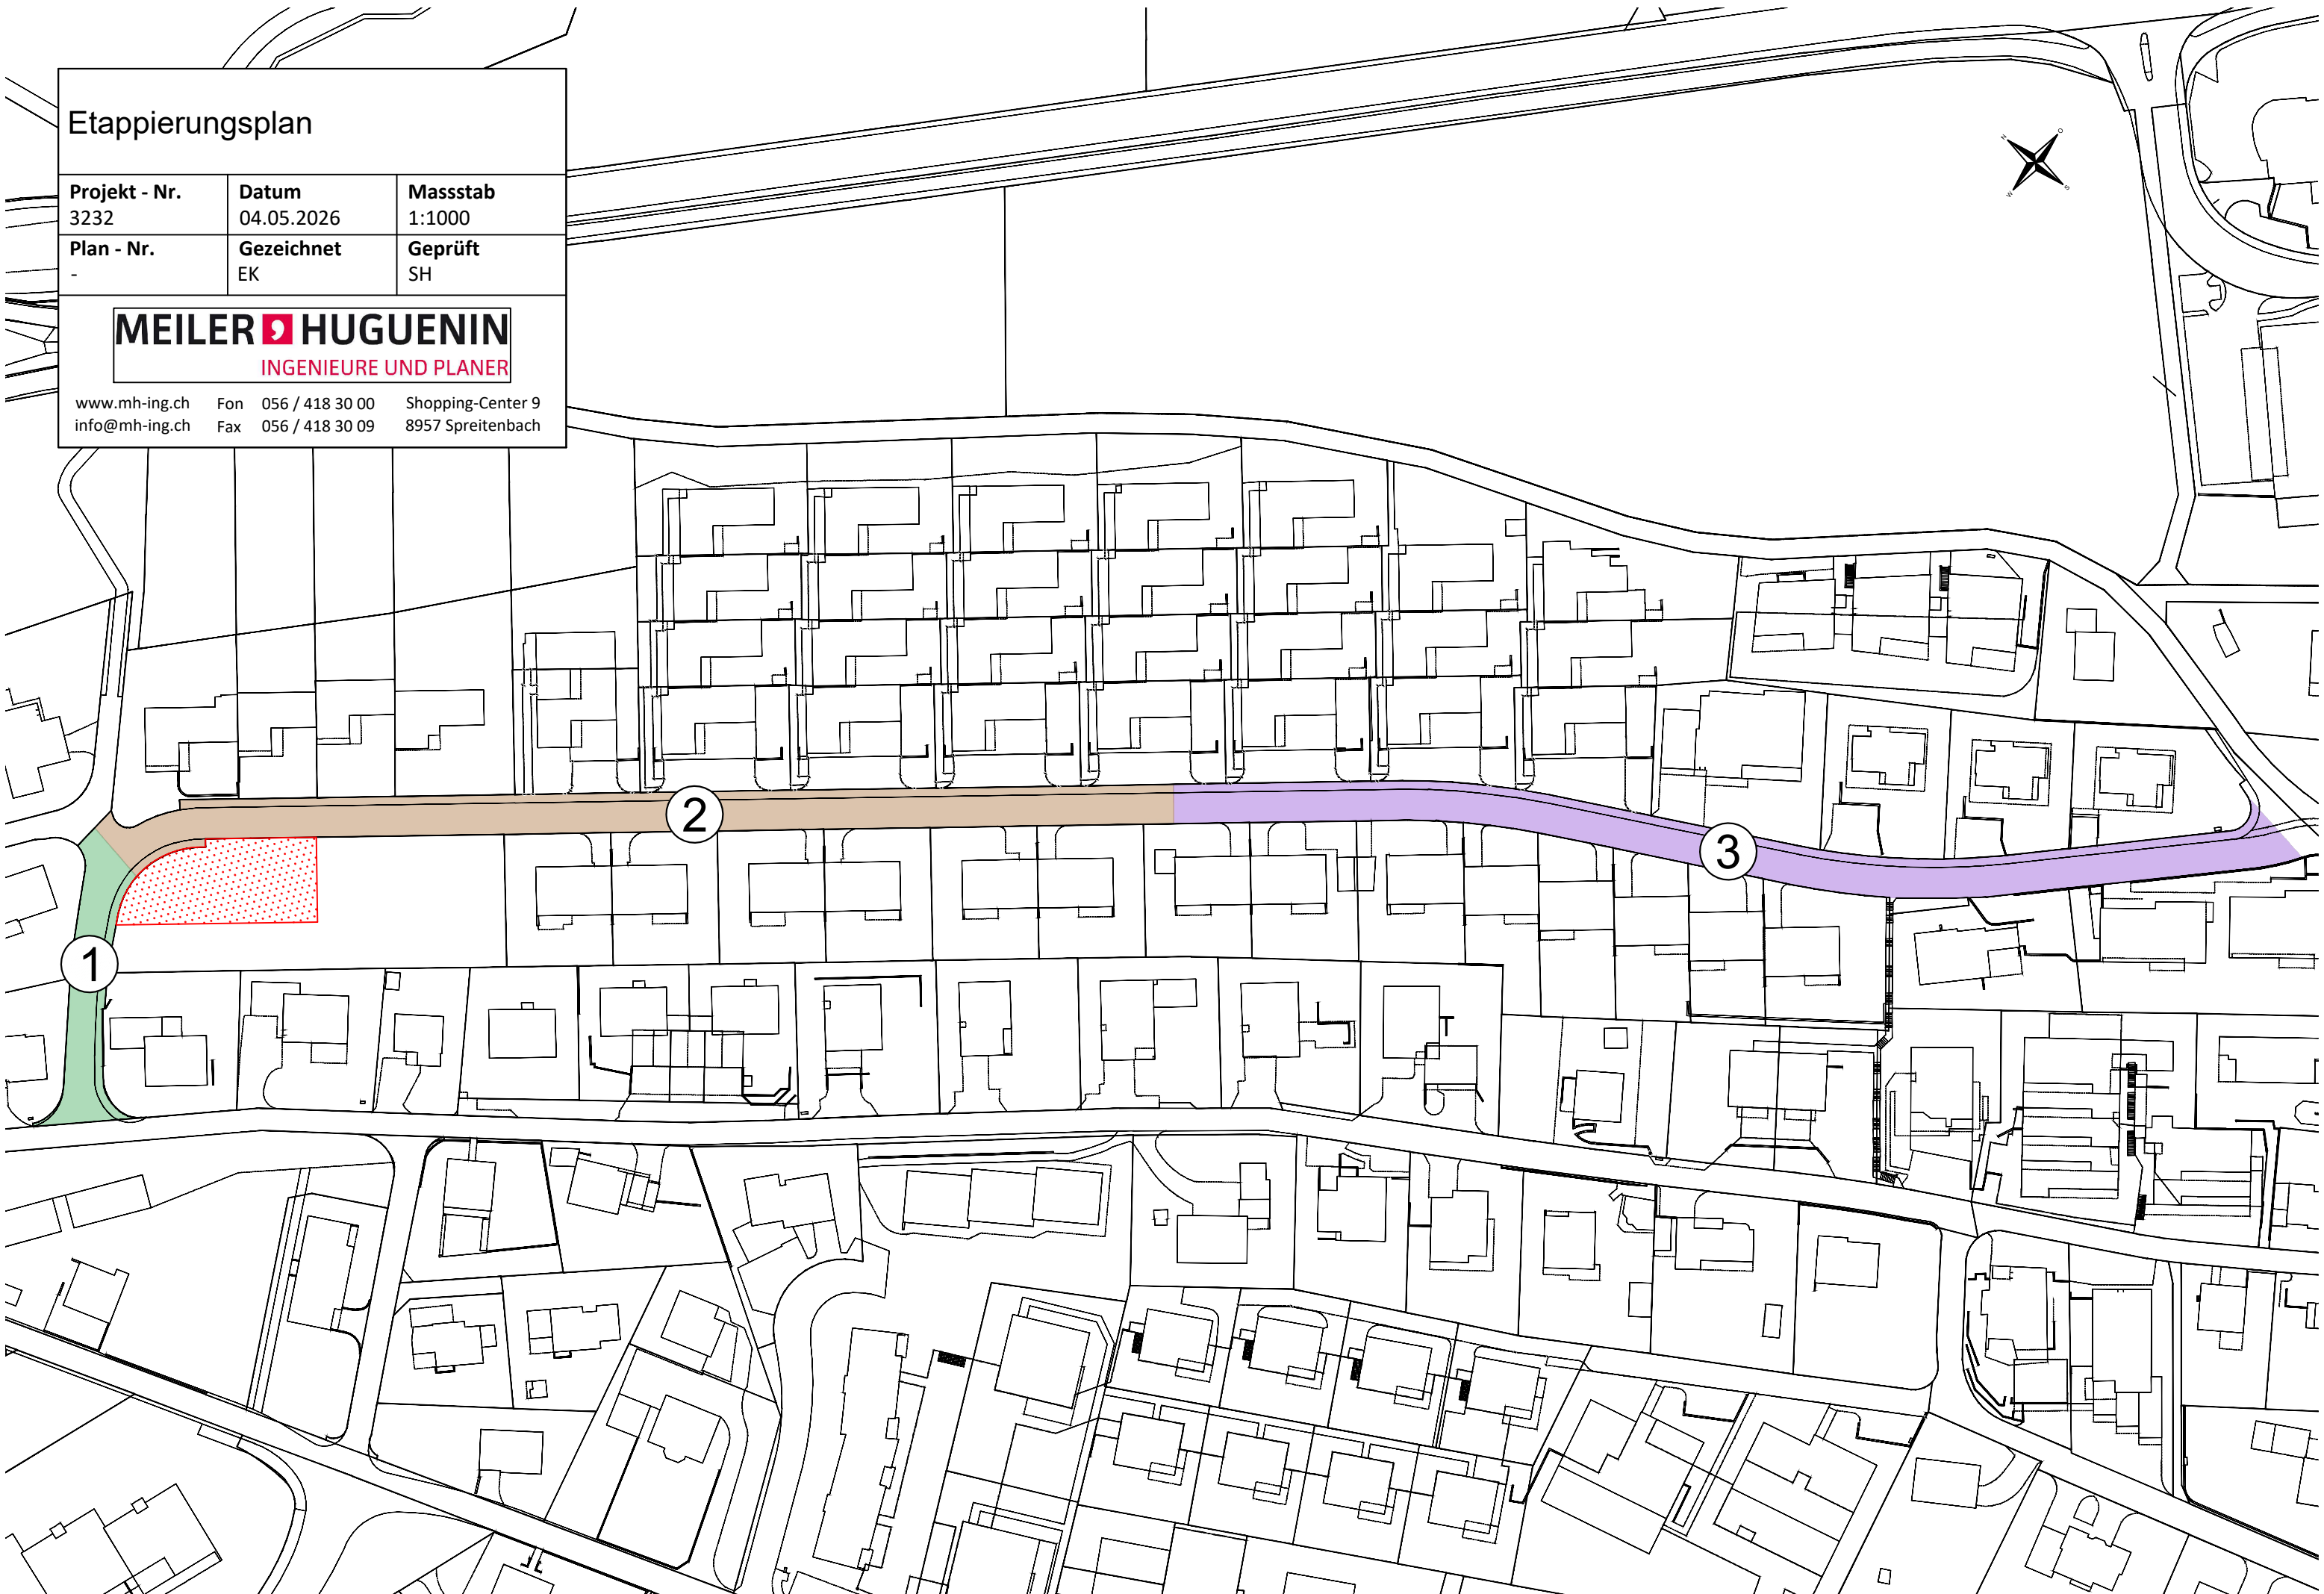 Etappierungsplan
Projekt - Nr. Datum Massstab
3232 04.05.2026 1:1000
Plan - Nr. Gezeichnet Geprüft
- EK SH
MEILER HUGUENIN
INGENIEURE UND PLANER
www.mh-ing.ch Fon 056 / 418 30 00 Shopping-Center 9
info@mh-ing.ch Fax 056 / 418 30 09 8957 Spreitenbach
N O
W S
2
3
1